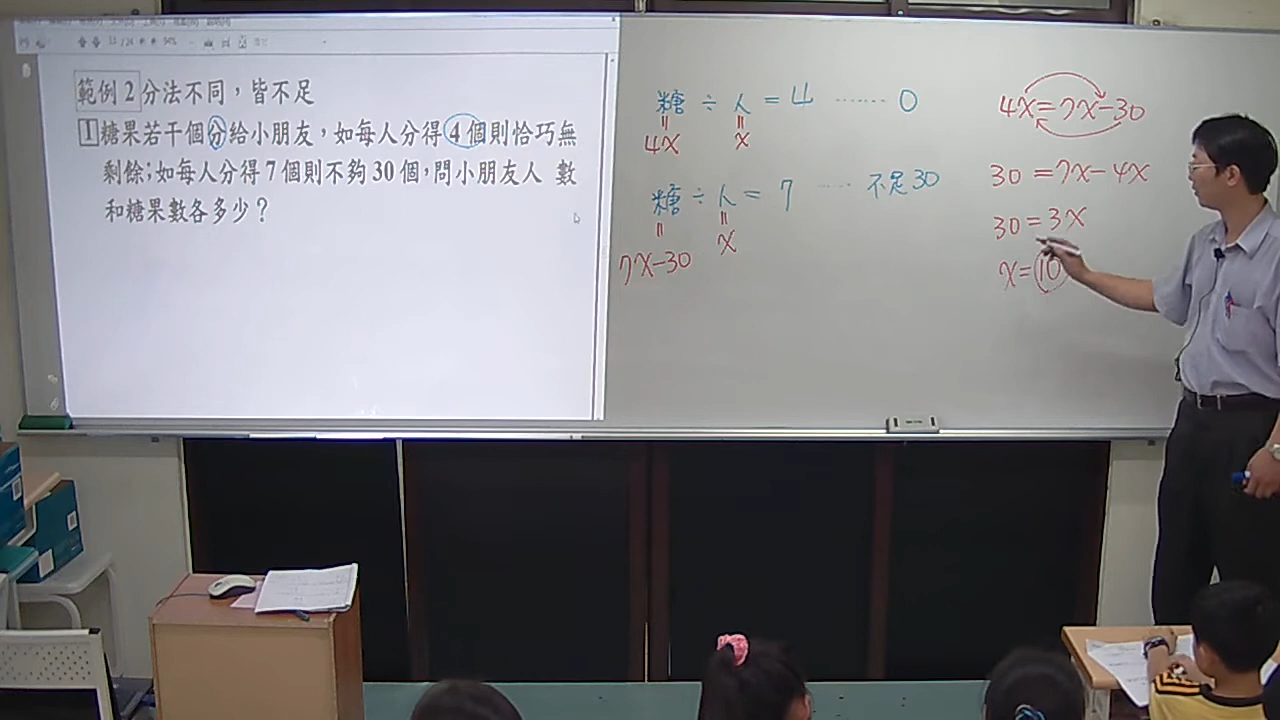 範例2分法不同，皆不足
1糖果若干個分給小朋友，如每人分得4個則恰巧無
剩餘；如每人分得7個則不夠30個，問小朋友人 數
和糖果數各多少？
糖÷人=4 ⋯⋯ 0
4x x
糖÷人=7 ⋯⋯ 不足30
7x-30 x
4x=7x-30
30=7x-4x
30=3x
x=10